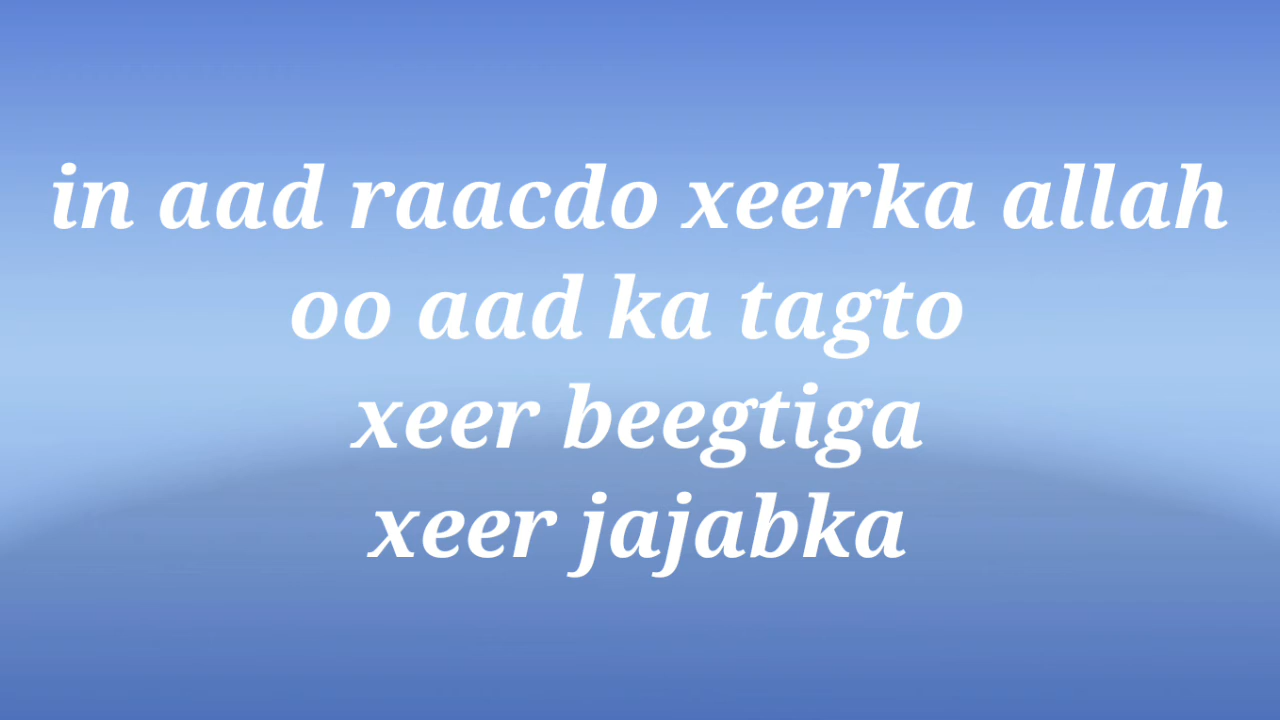 in aad raacdo xeerka allah
oo aad ka tagto
xeer beegtiga
xeer jajabka